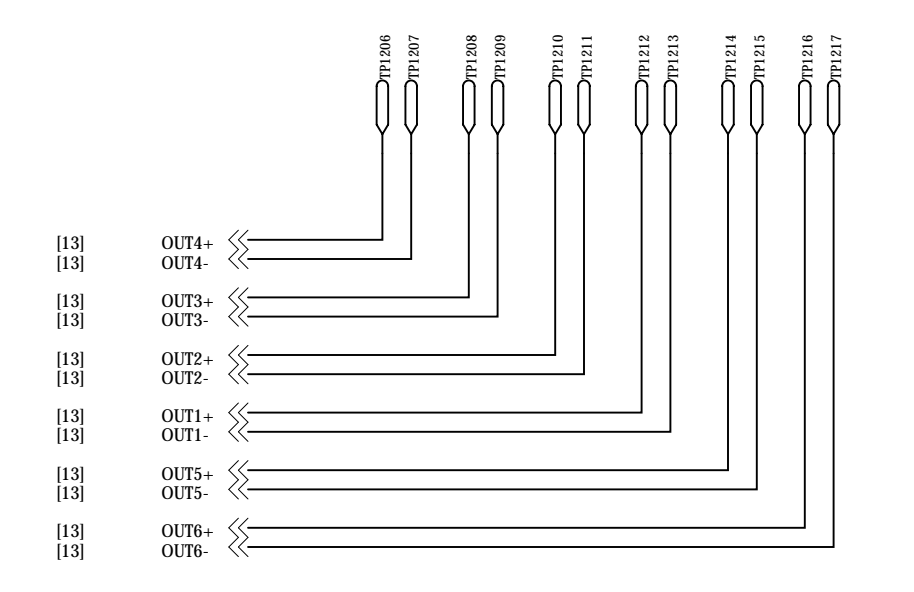 TP1206
TP1207
TP1208
TP1209
TP1210
TP1211
TP1212
TP1213
TP1214
TP1215
TP1216
TP1217
[13] OUT4+
[13] OUT4-
[13] OUT3+
[13] OUT3-
[13] OUT2+
[13] OUT2-
[13] OUT1+
[13] OUT1-
[13] OUT5+
[13] OUT5-
[13] OUT6+
[13] OUT6-